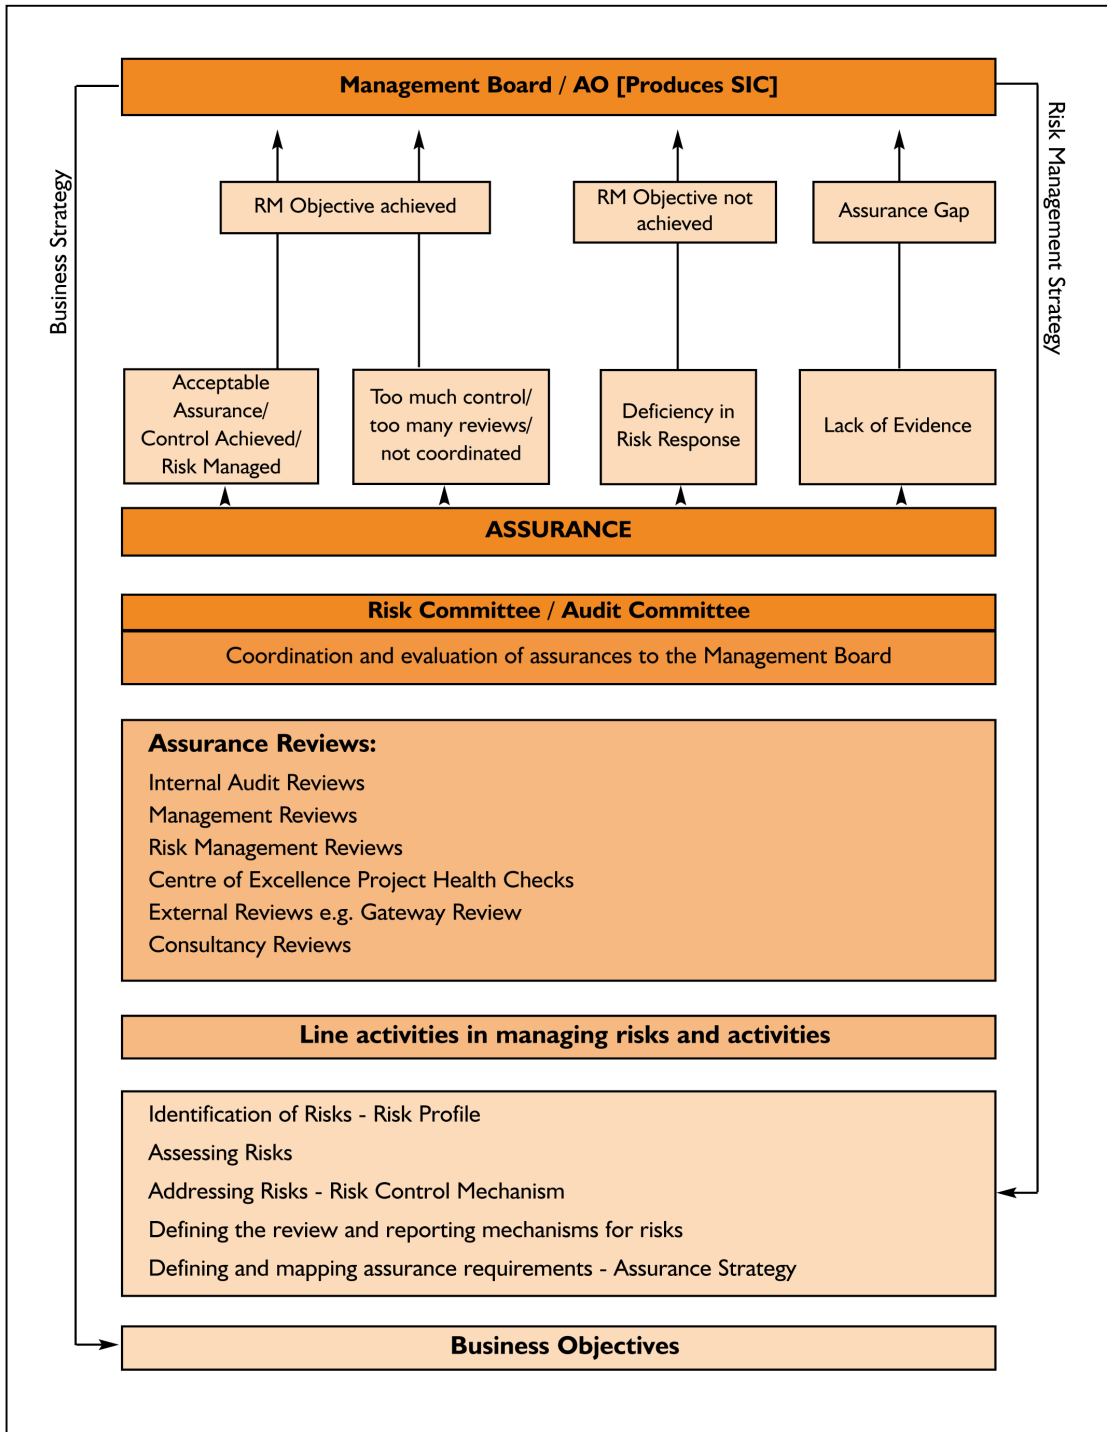 Management Board / AO [Produces SIC]
Business Strategy
Risk Management Strategy
RM Objective achieved
RM Objective not
achieved
Assurance Gap
Acceptable
Assurance/
Control Achieved/
Risk Managed
Too much control/
too many reviews/
not coordinated
Deficiency in
Risk Response
Lack of Evidence
ASSURANCE
Risk Committee / Audit Committee
Coordination and evaluation of assurances to the Management Board
Assurance Reviews:
Internal Audit Reviews
Management Reviews
Risk Management Reviews
Centre of Excellence Project Health Checks
External Reviews e.g. Gateway Review
Consultancy Reviews
Line activities in managing risks and activities
Identification of Risks - Risk Profile
Assessing Risks
Addressing Risks - Risk Control Mechanism
Defining the review and reporting mechanisms for risks
Defining and mapping assurance requirements - Assurance Strategy
Business Objectives